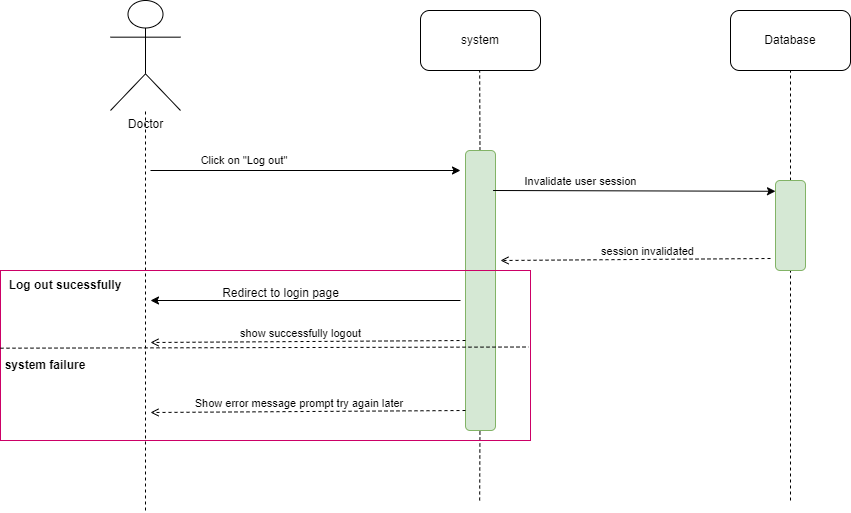 system
Database
Doctor
Click on "Log out"
Invalidate user session
session invalidated
Log out sucessfully
Redirect to login page
show successfully logout
system failure
Show error message prompt try again later